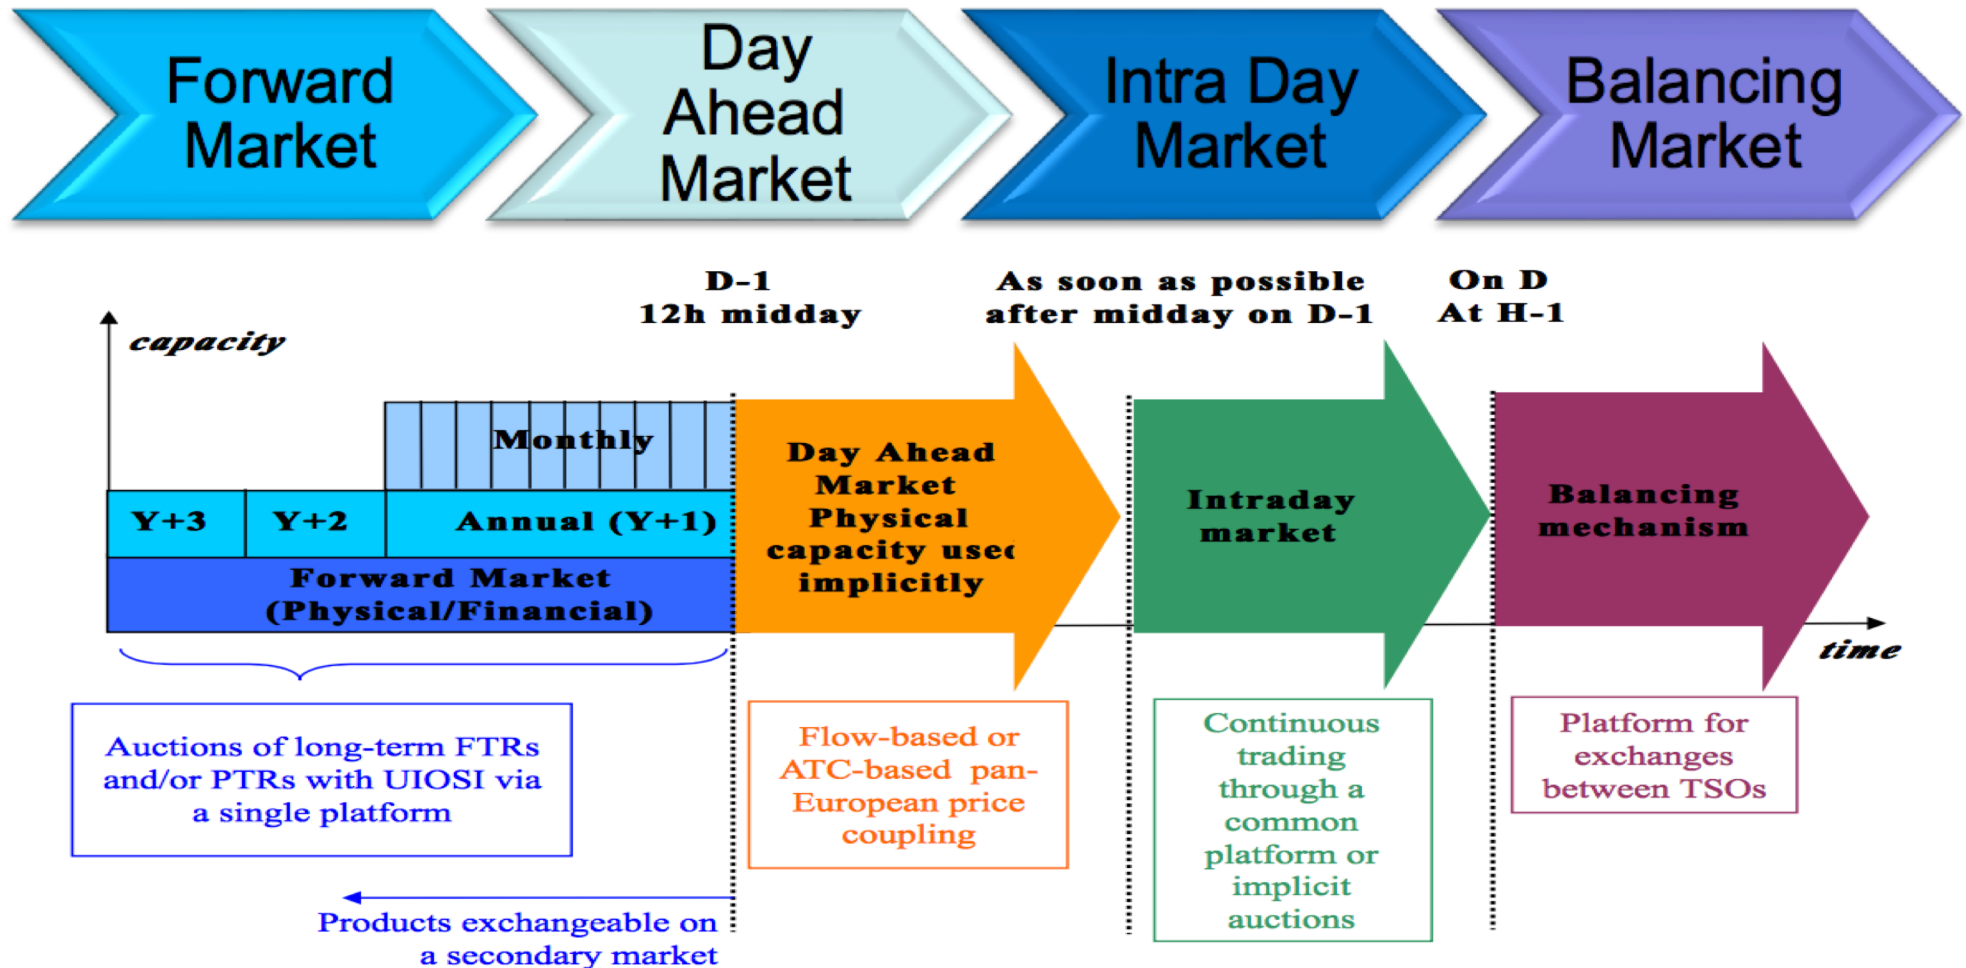 Forward
Market
Day
Ahead
Market
Intra Day
Market
Balancing
Market
D-1
12h midday
As soon as possible
after midday on D-1
On D
At H-1
capacity
Monthly
Y+3
Y+2
Annual (Y+1)
Forward Market
(Physical/Financial)
Day Ahead
Market
Physical
capacity used
implicitly
Intraday
market
Balancing
mechanism
time
Auctions of long-term FTRs
and/or PTRs with UIOSI via
a single platform
Flow-based or
ATC-based pan-
European price
coupling
Continuous
trading
through a
common
platform or
implicit
auctions
Platform for
exchanges
between TSOs
Products exchangeable on
a secondary market